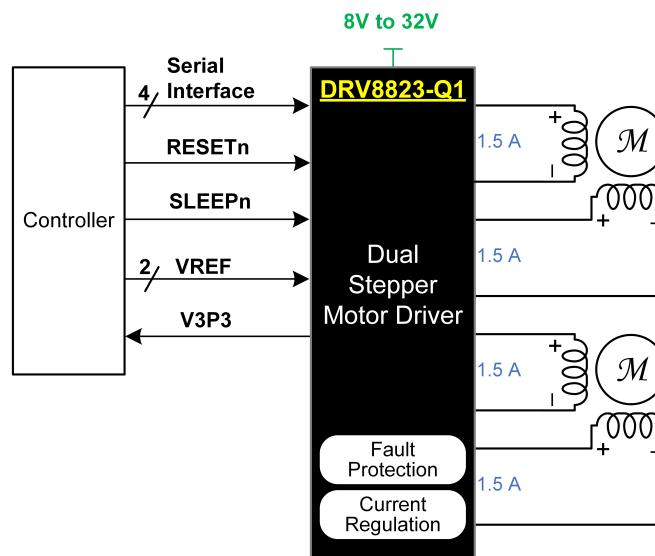 8V to 32V
Serial
Interface
4
DRV8823-Q1
RESETn
SLEEPn
Controller
2
VREF
V3P3
Dual
Stepper
Motor Driver
Fault
Protection
Current
Regulation
1.5 A
+
–
M
+
-
1.5 A
1.5 A
+
–
M
+
-
1.5 A